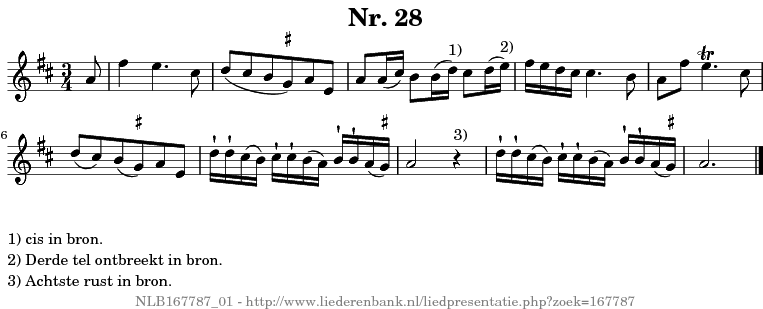 Nr. 28
1) 2)
6
3)
1) cis in bron.
2) Derde tel ontbreekt in bron.
3) Achtste rust in bron.
NLB167787_01 - http://www.liederenbank.nl/liedpresentatie.php?zoek=167787